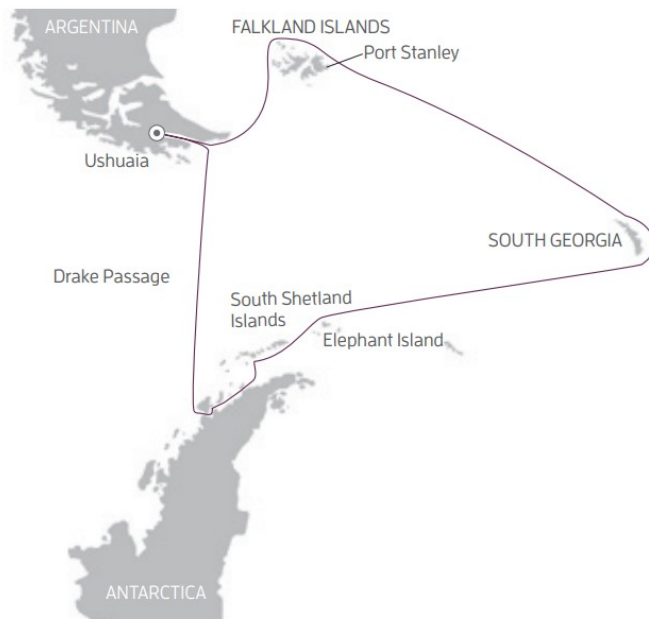 ARGENTINA
FALKLAND ISLANDS
Port Stanley
Ushuaia
SOUTH GEORGIA
Drake Passage
South Shetland
Islands
Elephant Island
ANTARCTICA